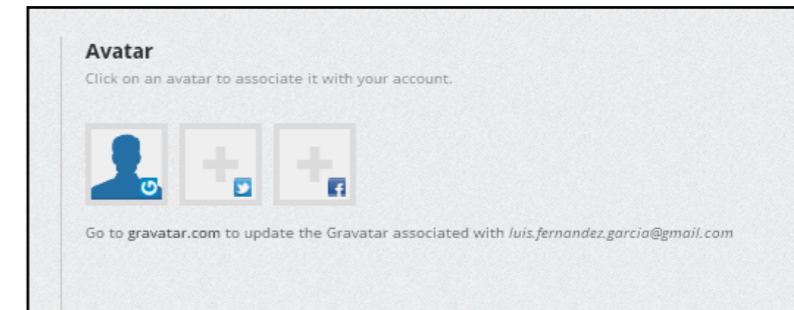 Avatar
Click on an avatar to associate it with your account.
Go to gravatar.com to update the Gravatar associated with luis.fernandez.garcia@gmail.com